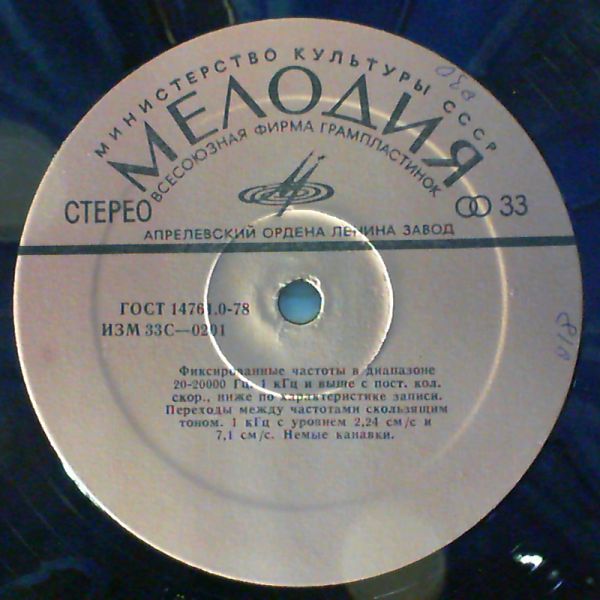 МИНИСТЕРСТВО КУЛЬТУРЫ СССР
МЕЛОДИЯ
ВСЕСОЮЗНАЯ ФИРМА ГРАМПЛАСТИНОК
СТЕРЕО
33
АПРЕЛЕВСКИЙ ОРДЕНА ЛЕНИНА ЗАВОД
ГОСТ 14761.0-78
ИЗМ 33С—0201
Фиксированные частоты в диапазоне
20-20000 Гц. 1 кГц и выше с пост. кол.
скор., ниже по характеристике записи.
Переходы между частотами скользящим
тоном. 1 кГц с уровнем 2,24 см/с и
7,1 см/с. Немые канавки.